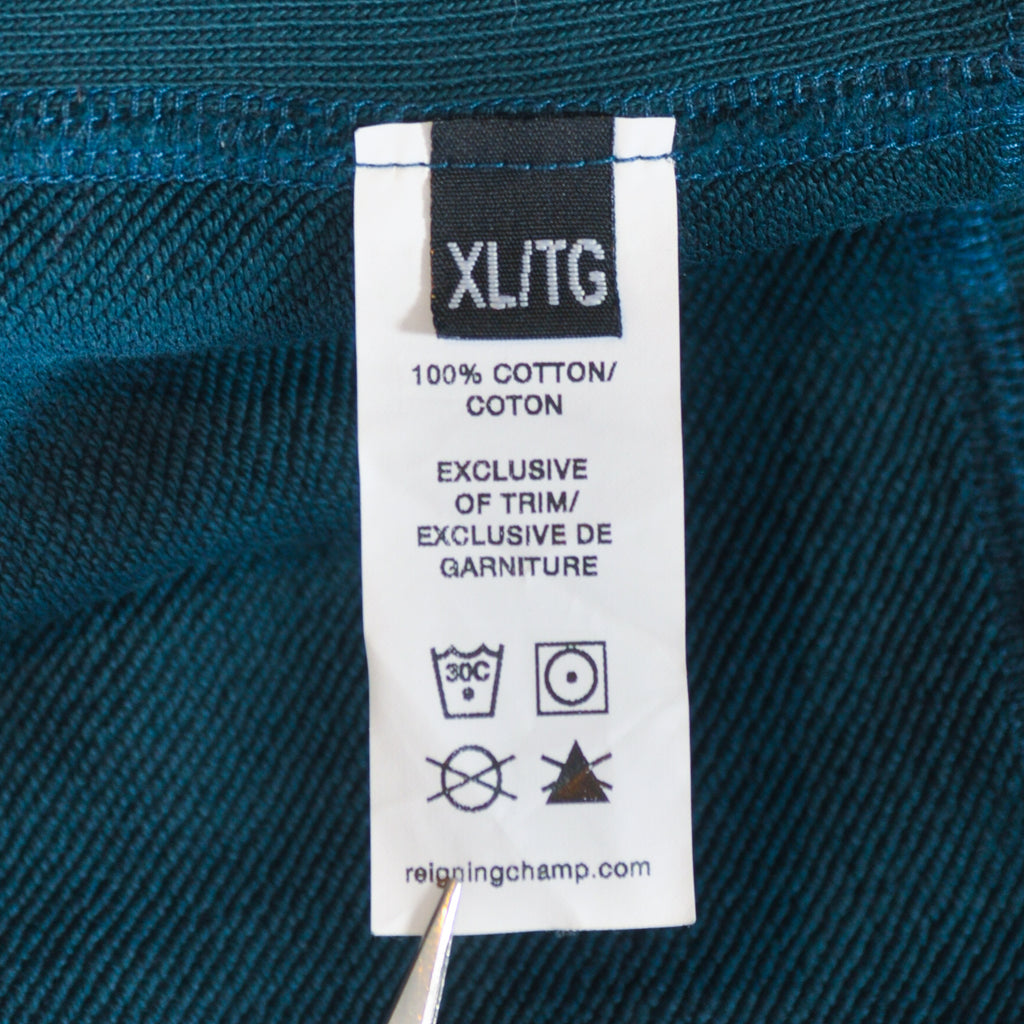 XL/TG
100% COTTON/
COTON
EXCLUSIVE
OF TRIM/
EXCLUSIVE DE
GARNITURE
30C
reigningchamp.com